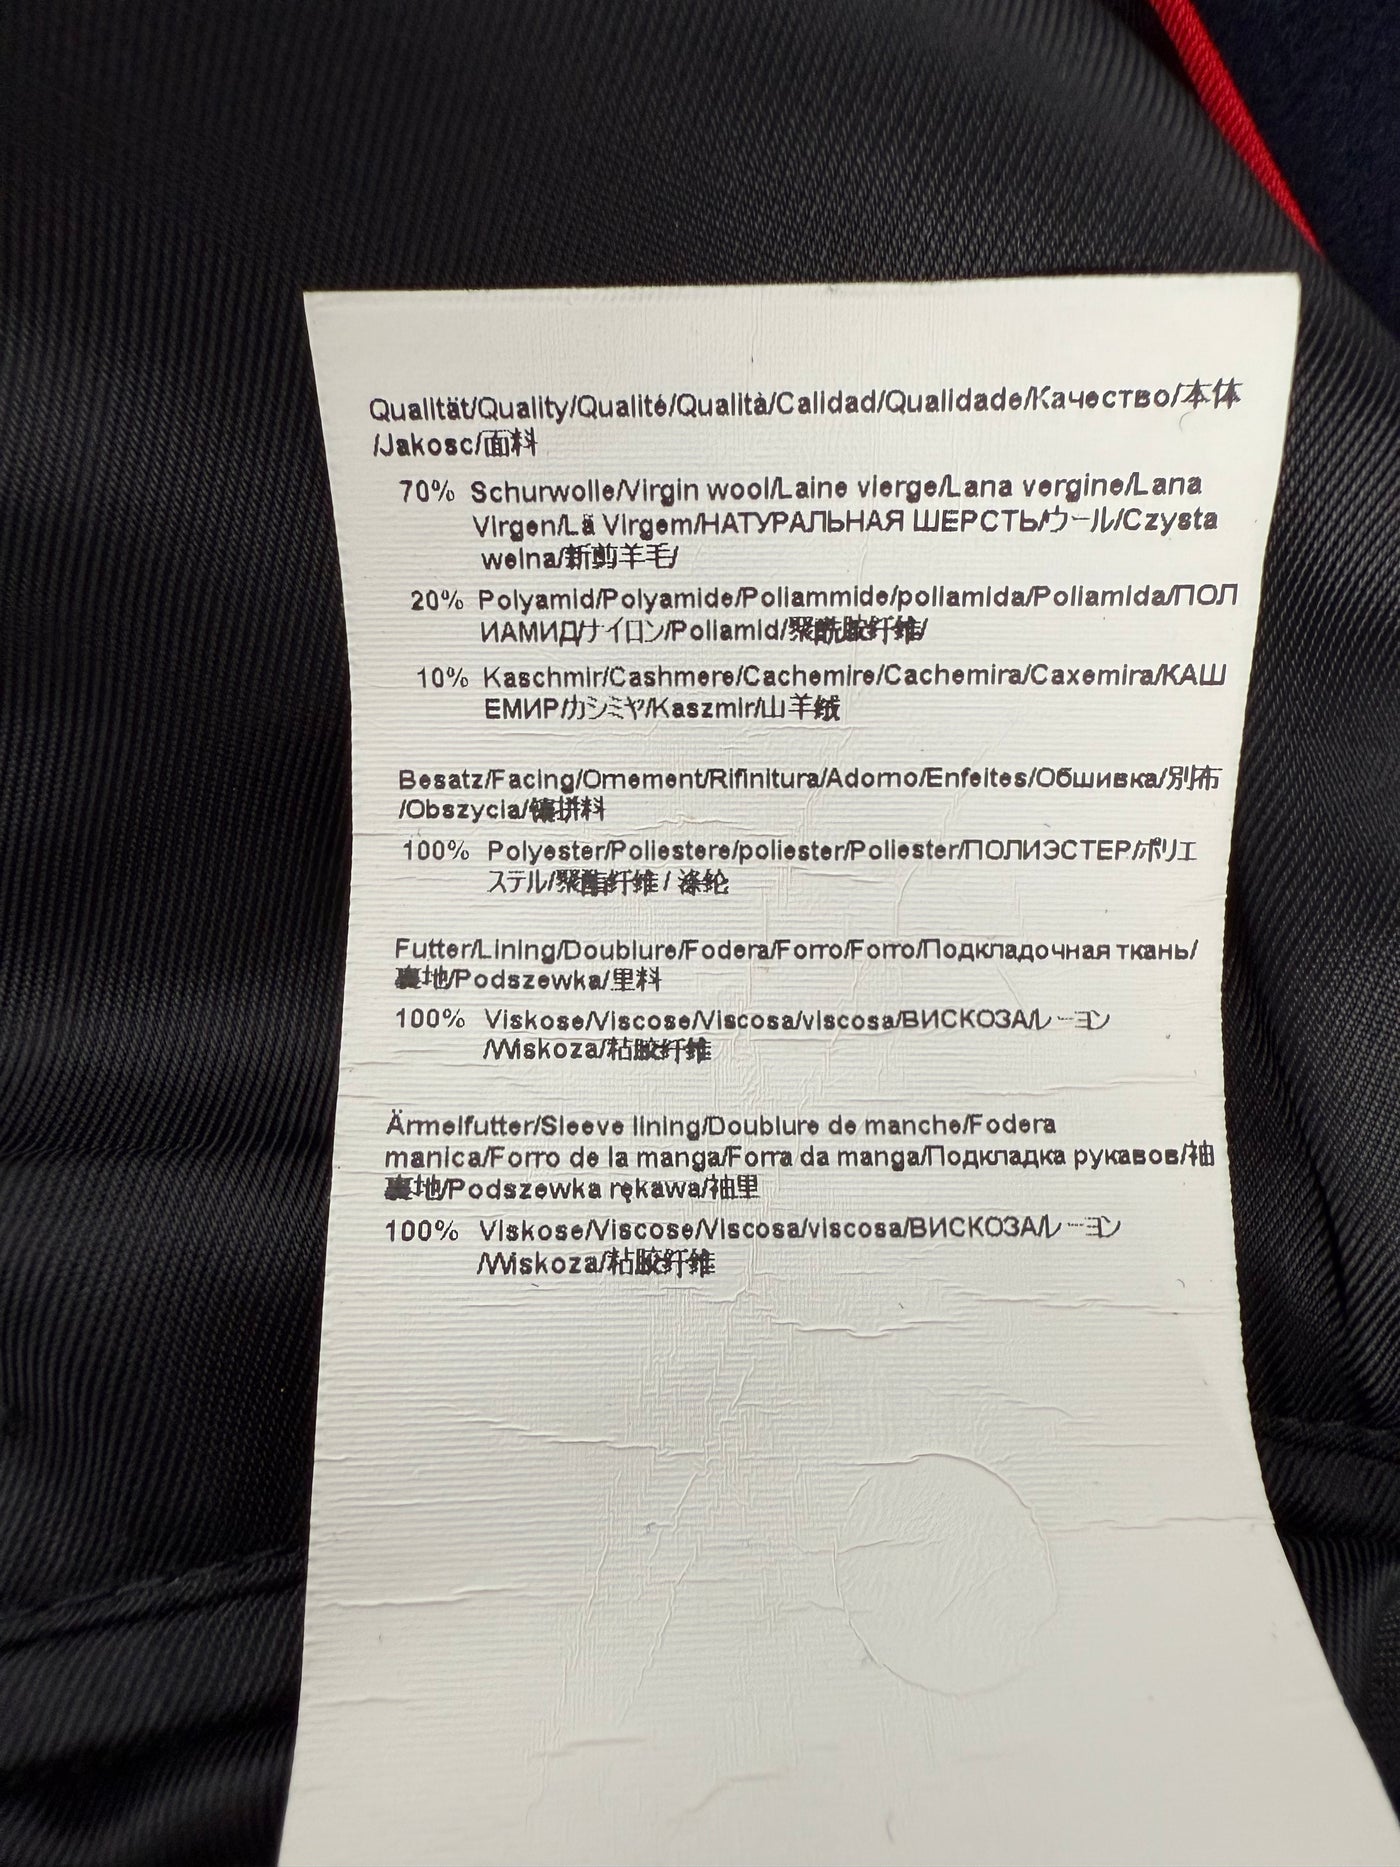 Qualität/Quality/Qualité/Qualità/Calidad/Qualidade/Качество/本体
/Jakosc/面料
70% Schurwolle/Virgin wool/Laine vierge/Lana vergine/Lana
Virgen/Lã Virgem/НАТУРАЛЬНАЯ ШЕРСТЬ/ウール/Czysta
welna/新剪羊毛/
20% Polyamid/Polyamide/Poliammide/poliamida/Poliamida/ПОЛ
ИАМИД/ナイロン/Poliamid/聚酰胺纤维/
10% Kaschmir/Cashmere/Cachemire/Cachemira/Caxemira/КАШ
ЕМИР/カシミヤ/Kaszmir/山羊绒
Besatz/Facing/Ornement/Rifinitura/Adorno/Enfeites/Обшивка/別布
/Obszycia/镶拼料
100% Polyester/Poliestere/poliester/Poliester/ПОЛИЭСТЕР/ポリエ
ステル/聚酯纤维 / 涤纶
Futter/Lining/Doublure/Fodera/Forro/Forro/Подкладочная ткань/
裏地/Podszewka/里料
100% Viskose/Viscose/Viscosa/viscosa/ВИСКОЗА/レーヨン
/Wiskoza/粘胶纤维
Ärmelfutter/Sleeve lining/Doublure de manche/Fodera
manica/Forro de la manga/Forra da manga/Подкладка рукавов/袖
裏地/Podszewka rękawa/袖里
100% Viskose/Viscose/Viscosa/viscosa/ВИСКОЗА/レーヨン
/Wiskoza/粘胶纤维